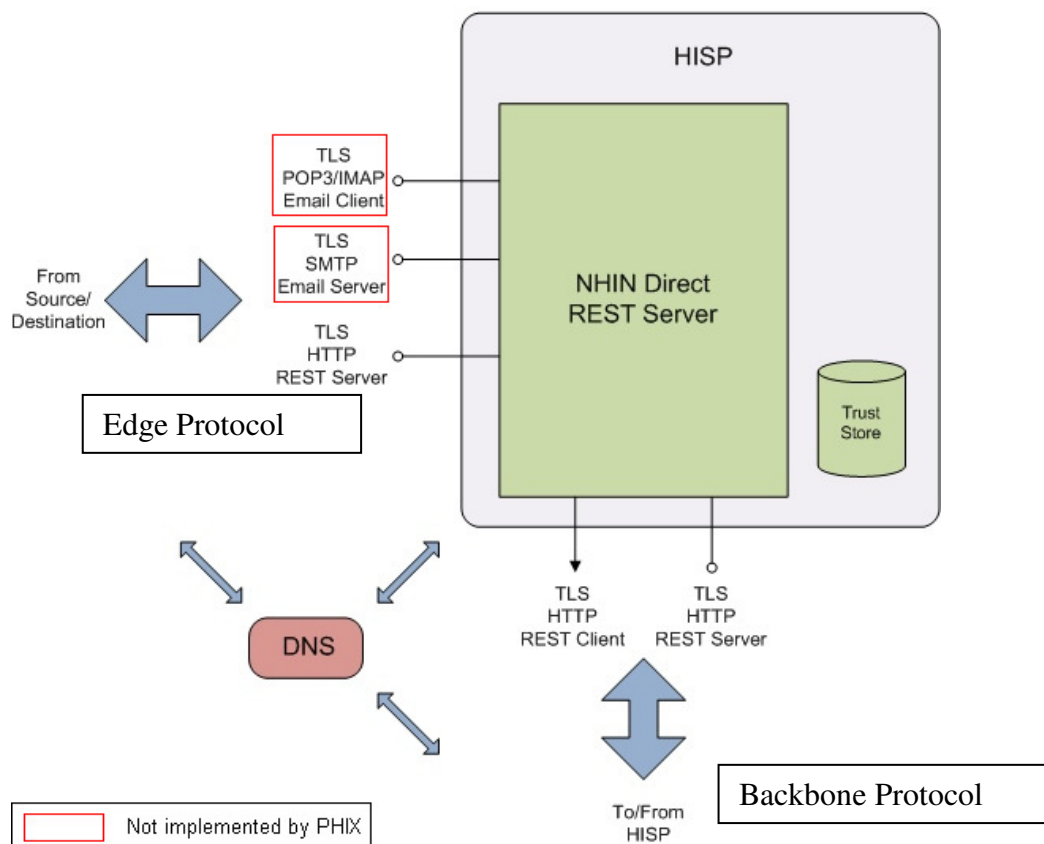 HISP
TLS
POP3/IMAP
Email Client
TLS
SMTP
Email Server
From
Source/
Destination
TLS
HTTP
REST Server
NHIN Direct
REST Server
Trust
Store
Edge Protocol
TLS
HTTP
REST Client
TLS
HTTP
REST Server
DNS
Backbone Protocol
To/From
HISP
Not implemented by PHIX